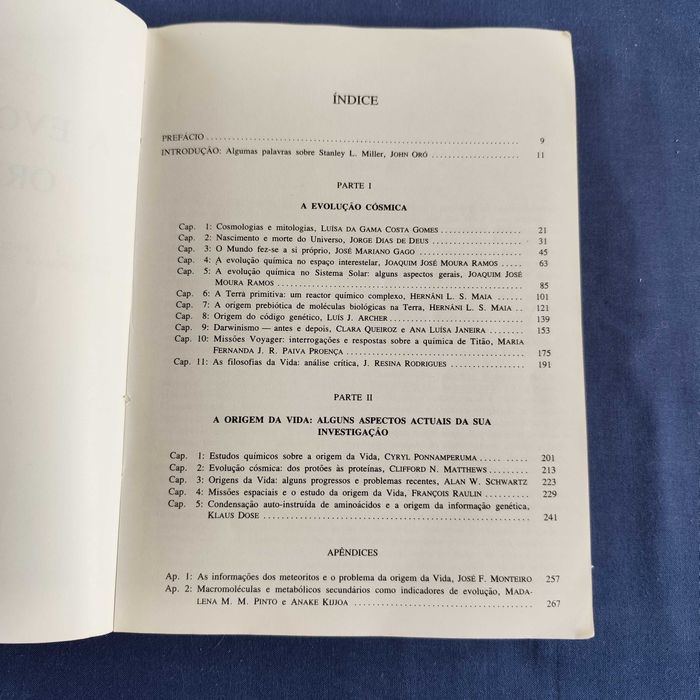 ÍNDICE
PREFÁCIO . . . . . 9
INTRODUÇÃO: Algumas palavras sobre Stanley L. Miller, JOHN ORÓ . . . . . 11
PARTE I
A EVOLUÇÃO CÓSMICA
Cap. 1: Cosmologias e mitologias, LUÍSA DA GAMA COSTA GOMES . . . . . 21
Cap. 2: Nascimento e morte do Universo, JORGE DIAS DE DEUS . . . . . 31
Cap. 3: O Mundo fez-se a si próprio, JOSÉ MARIANO GAGO . . . . . 45
Cap. 4: A evolução química no espaço interestelar, JOAQUIM JOSÉ MOURA RAMOS . . . . . 63
Cap. 5: A evolução química no Sistema Solar: alguns aspectos gerais, JOAQUIM JOSÉ
MOURA RAMOS . . . . . 85
Cap. 6: A Terra primitiva: um reactor químico complexo, HERNÂNI L. S. MAIA . . . . . 101
Cap. 7: A origem prebiótica de moléculas biológicas na Terra, HERNÂNI L. S. MAIA . . 121
Cap. 8: Origem do código genético, LUÍS J. ARCHER . . . . . 139
Cap. 9: Darwinismo — antes e depois, CLARA QUEIROZ e ANA LUÍSA JANEIRA . . . . . 153
Cap. 10: Missões Voyager: interrogações e respostas sobre a química de Titão, MARIA
FERNANDA J. R. PAIVA PROENÇA . . . . . 175
Cap. 11: As filosofias da Vida: análise crítica, J. RESINA RODRIGUES . . . . . 191
PARTE II
A ORIGEM DA VIDA: ALGUNS ASPECTOS ACTUAIS DA SUA
INVESTIGAÇÃO
Cap. 1: Estudos químicos sobre a origem da Vida, CYRYL PONNAMPERUMA . . . . . 201
Cap. 2: Evolução cósmica: dos protões às proteínas, CLIFFORD N. MATTHEWS . . . . . 213
Cap. 3: Origens da Vida: alguns progressos e problemas recentes, ALAN W. SCHWARTZ 223
Cap. 4: Missões espaciais e o estudo da origem da Vida, FRANÇOIS RAULIN . . . . . 229
Cap. 5: Condensação auto-instruída de aminoácidos e a origem da informação genética,
KLAUS DOSE . . . . . 241
APÊNDICES
Ap. 1: As informações dos meteoritos e o problema da origem da Vida, JOSÉ F. MONTEIRO 257
Ap. 2: Macromoléculas e metabólicos secundários como indicadores de evolução, MADA-
LENA M. M. PINTO e ANAKE KIJJOA . . . . . 267